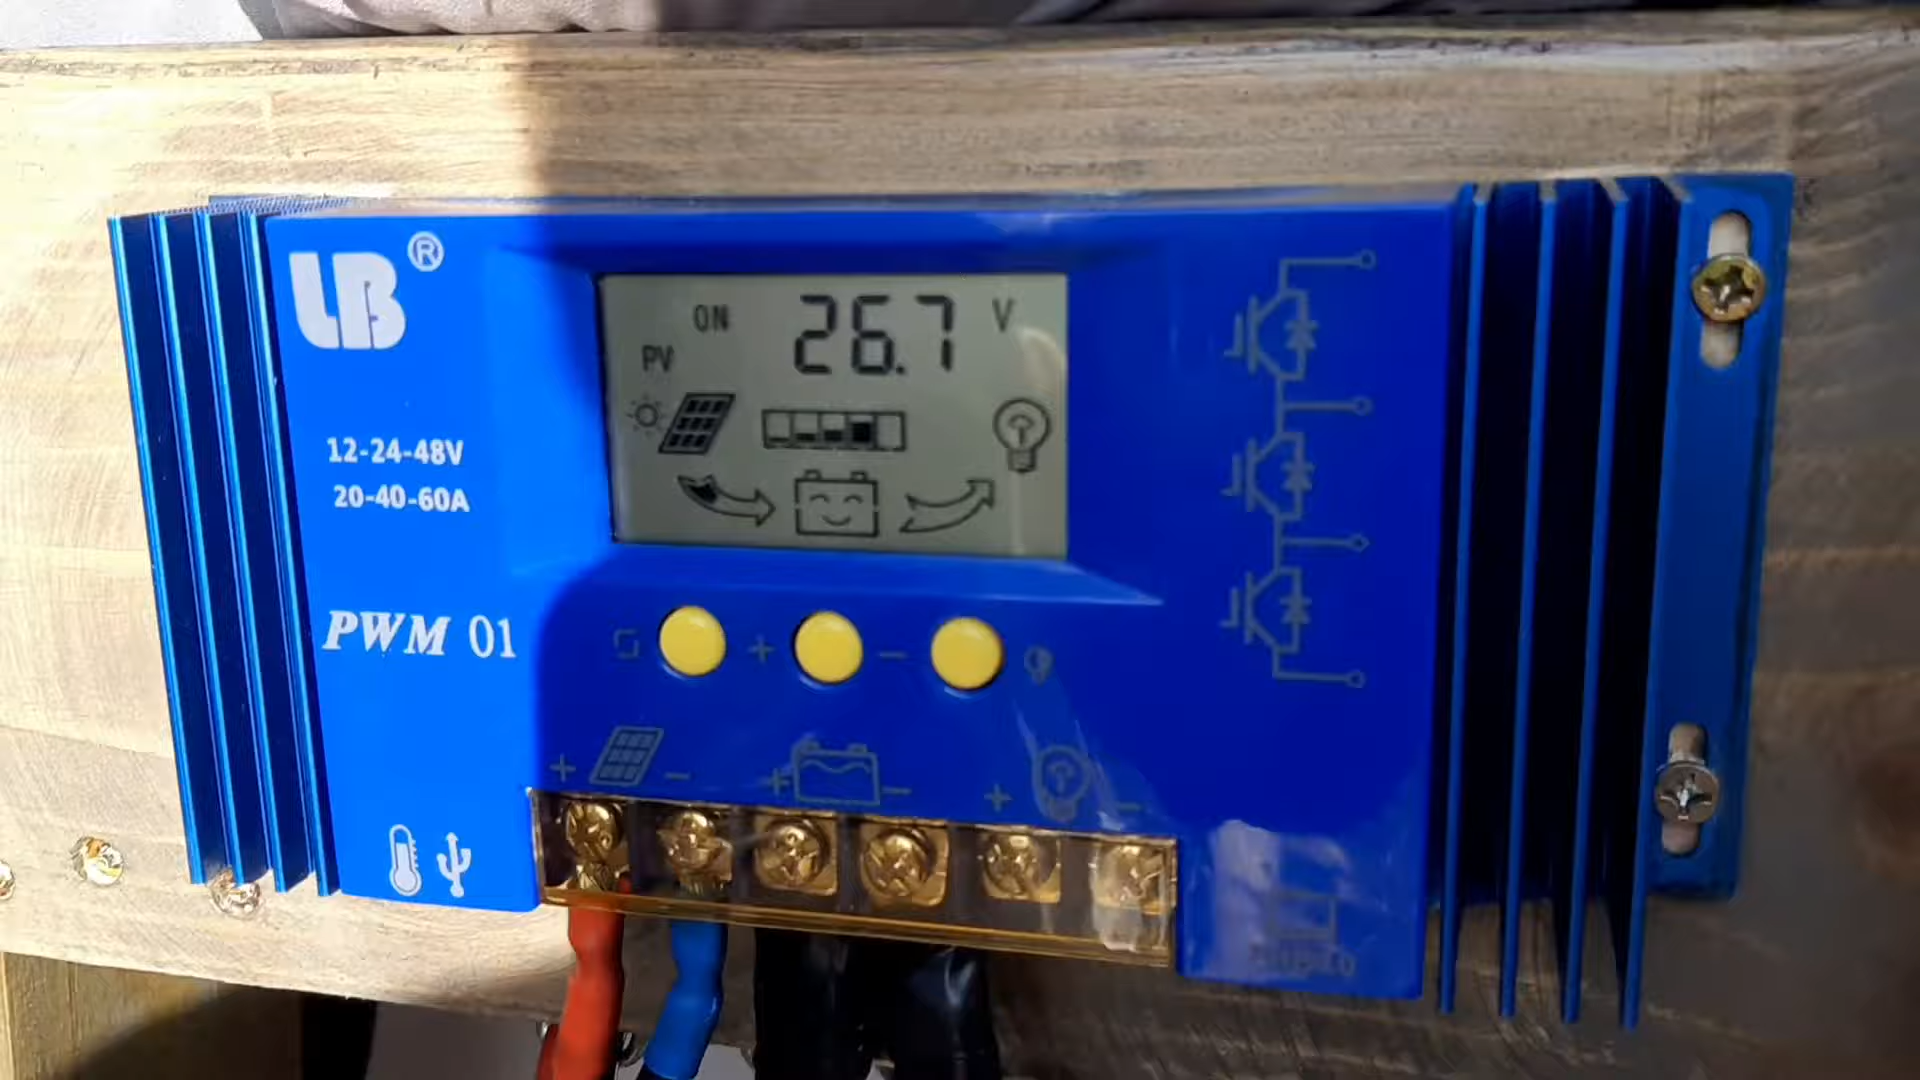 LB®
ON 26.7 V
PV
12-24-48V
20-40-60A
PWM 01
+ -
+ - + - + -